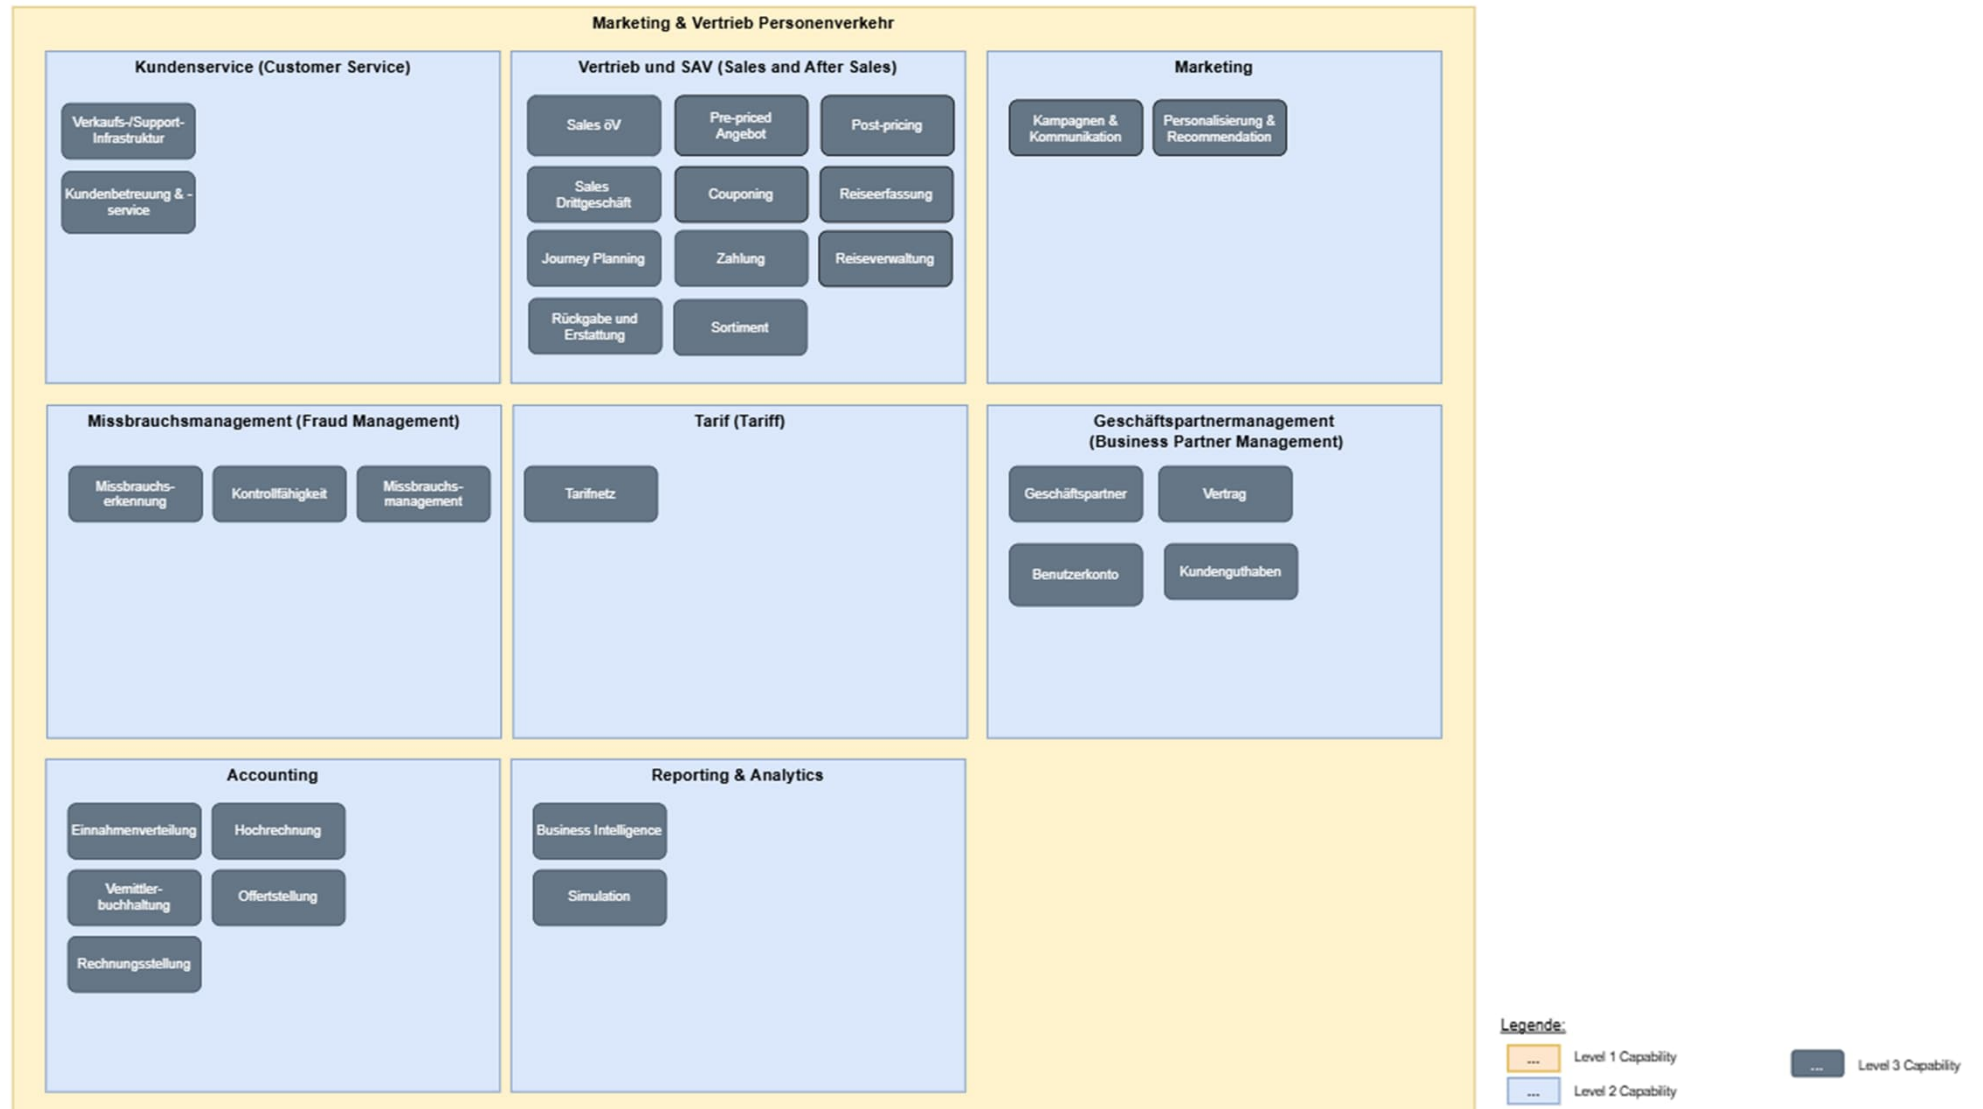 Marketing & Vertrieb Personenverkehr
Kundenservice (Customer Service)
Verkaufs-/Support-
Infrastruktur
Kundenbetreuung & -
service
Vertrieb und SAV (Sales and After Sales)
Sales öV
Pre-priced
Angebot
Post-pricing
Sales
Drittgeschäft
Couponing
Reiseerfassung
Journey Planning
Zahlung
Reiseverwaltung
Rückgabe und
Erstattung
Sortiment
Marketing
Kampagnen &
Kommunikation
Personalisierung &
Recommendation
Missbrauchsmanagement (Fraud Management)
Missbrauchs-
erkennung
Kontrollfähigkeit
Missbrauchs-
management
Tarif (Tariff)
Tarifnetz
Geschäftspartnermanagement
(Business Partner Management)
Geschäftspartner
Vertrag
Benutzerkonto
Kundenguthaben
Accounting
Einnahmenverteilung
Hochrechnung
Vermittler-
buchhaltung
Offertstellung
Rechnungsstellung
Reporting & Analytics
Business Intelligence
Simulation
Legende:
... Level 1 Capability
... Level 2 Capability
... Level 3 Capability